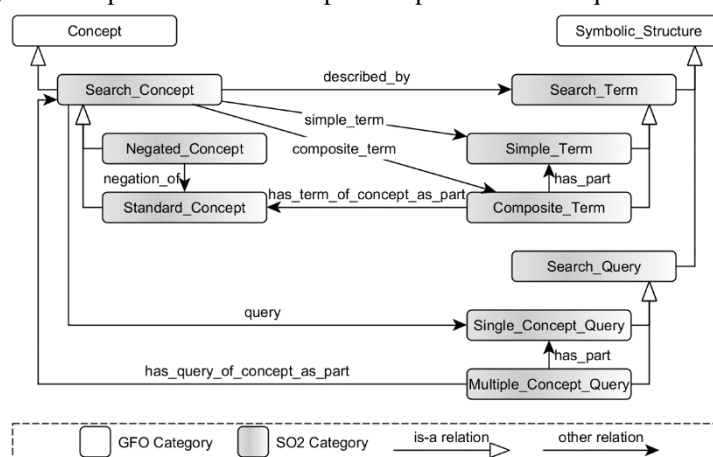 Concept
Symbolic_Structure
described_by
Search_Concept
Search_Term
simple_term
Negated_Concept
composite_term
Simple_Term
negation_of
has_part
has_term_of_concept_as_part
Standard_Concept
Composite_Term
Search_Query
query
Single_Concept_Query
has_part
has_query_of_concept_as_part
Multiple_Concept_Query
GFO Category
SO2 Category
is-a relation
other relation